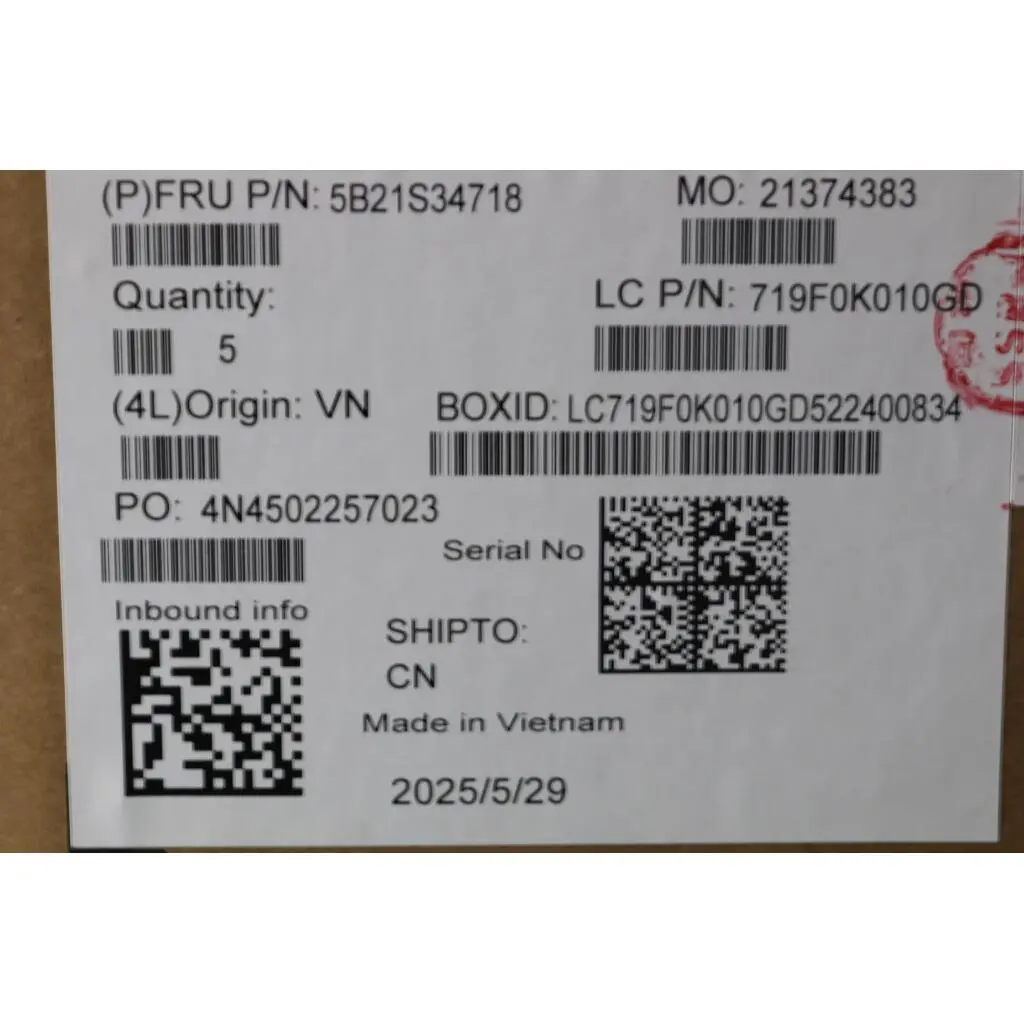 (P)FRU P/N: 5B21S34718 MO: 21374383
Quantity: LC P/N: 719F0K010GD
5
(4L)Origin: VN BOXID: LC719F0K010GD522400834
PO: 4N4502257023
Serial No
Inbound info
SHIPTO:
CN
Made in Vietnam
2025/5/29